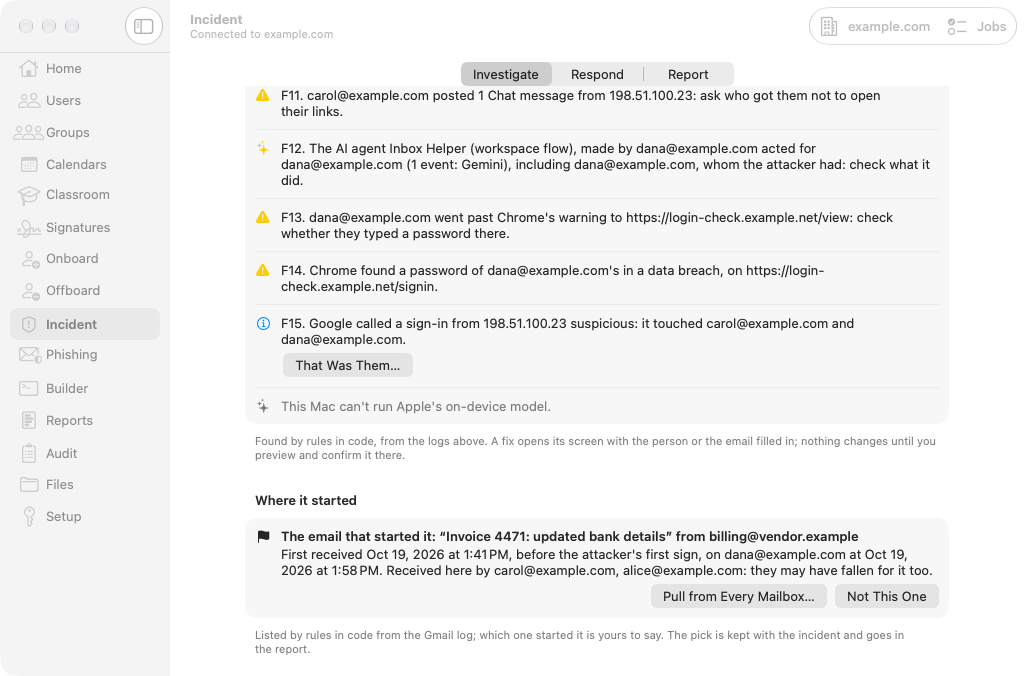 Incident
Connected to example.com
example.com
Jobs
Home
Users
Groups
Calendars
Classroom
Signatures
Onboard
Offboard
Incident
Phishing
Builder
Reports
Audit
Files
Setup
Investigate
Respond
Report
F11. carol@example.com posted 1 Chat message from 198.51.100.23: ask who got them not to open
their links.
F12. The AI agent Inbox Helper (workspace flow), made by dana@example.com acted for
dana@example.com (1 event: Gemini), including dana@example.com, whom the attacker had: check what it
did.
F13. dana@example.com went past Chrome's warning to https://login-check.example.net/view: check
whether they typed a password there.
F14. Chrome found a password of dana@example.com's in a data breach, on https://login-
check.example.net/signin.
F15. Google called a sign-in from 198.51.100.23 suspicious: it touched carol@example.com and
dana@example.com.
That Was Them...
This Mac can't run Apple's on-device model.
Found by rules in code, from the logs above. A fix opens its screen with the person or the email filled in; nothing changes until you
preview and confirm it there.
Where it started
The email that started it: “Invoice 4471: updated bank details” from billing@vendor.example
First received Oct 19, 2026 at 1:41 PM, before the attacker's first sign, on dana@example.com at Oct 19,
2026 at 1:58 PM. Received here by carol@example.com, alice@example.com: they may have fallen for it too.
Pull from Every Mailbox...
Not This One
Listed by rules in code from the Gmail log; which one started it is yours to say. The pick is kept with the incident and goes in
the report.